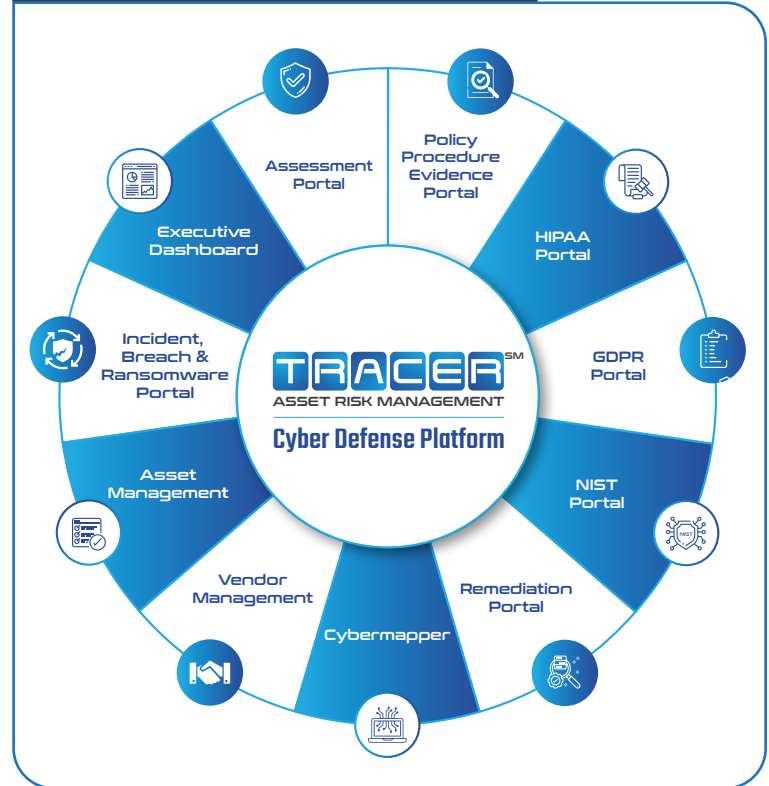 Assessment
Portal
Policy
Procedure
Evidence
Portal
HIPAA
Portal
GDPR
Portal
NIST
Portal
NIST
Remediation
Portal
Cybermapper
Vendor
Management
Asset
Management
Incident,
Breach &
Ransomware
Portal
Executive
Dashboard
TRACER SM
ASSET RISK MANAGEMENT
Cyber Defense Platform